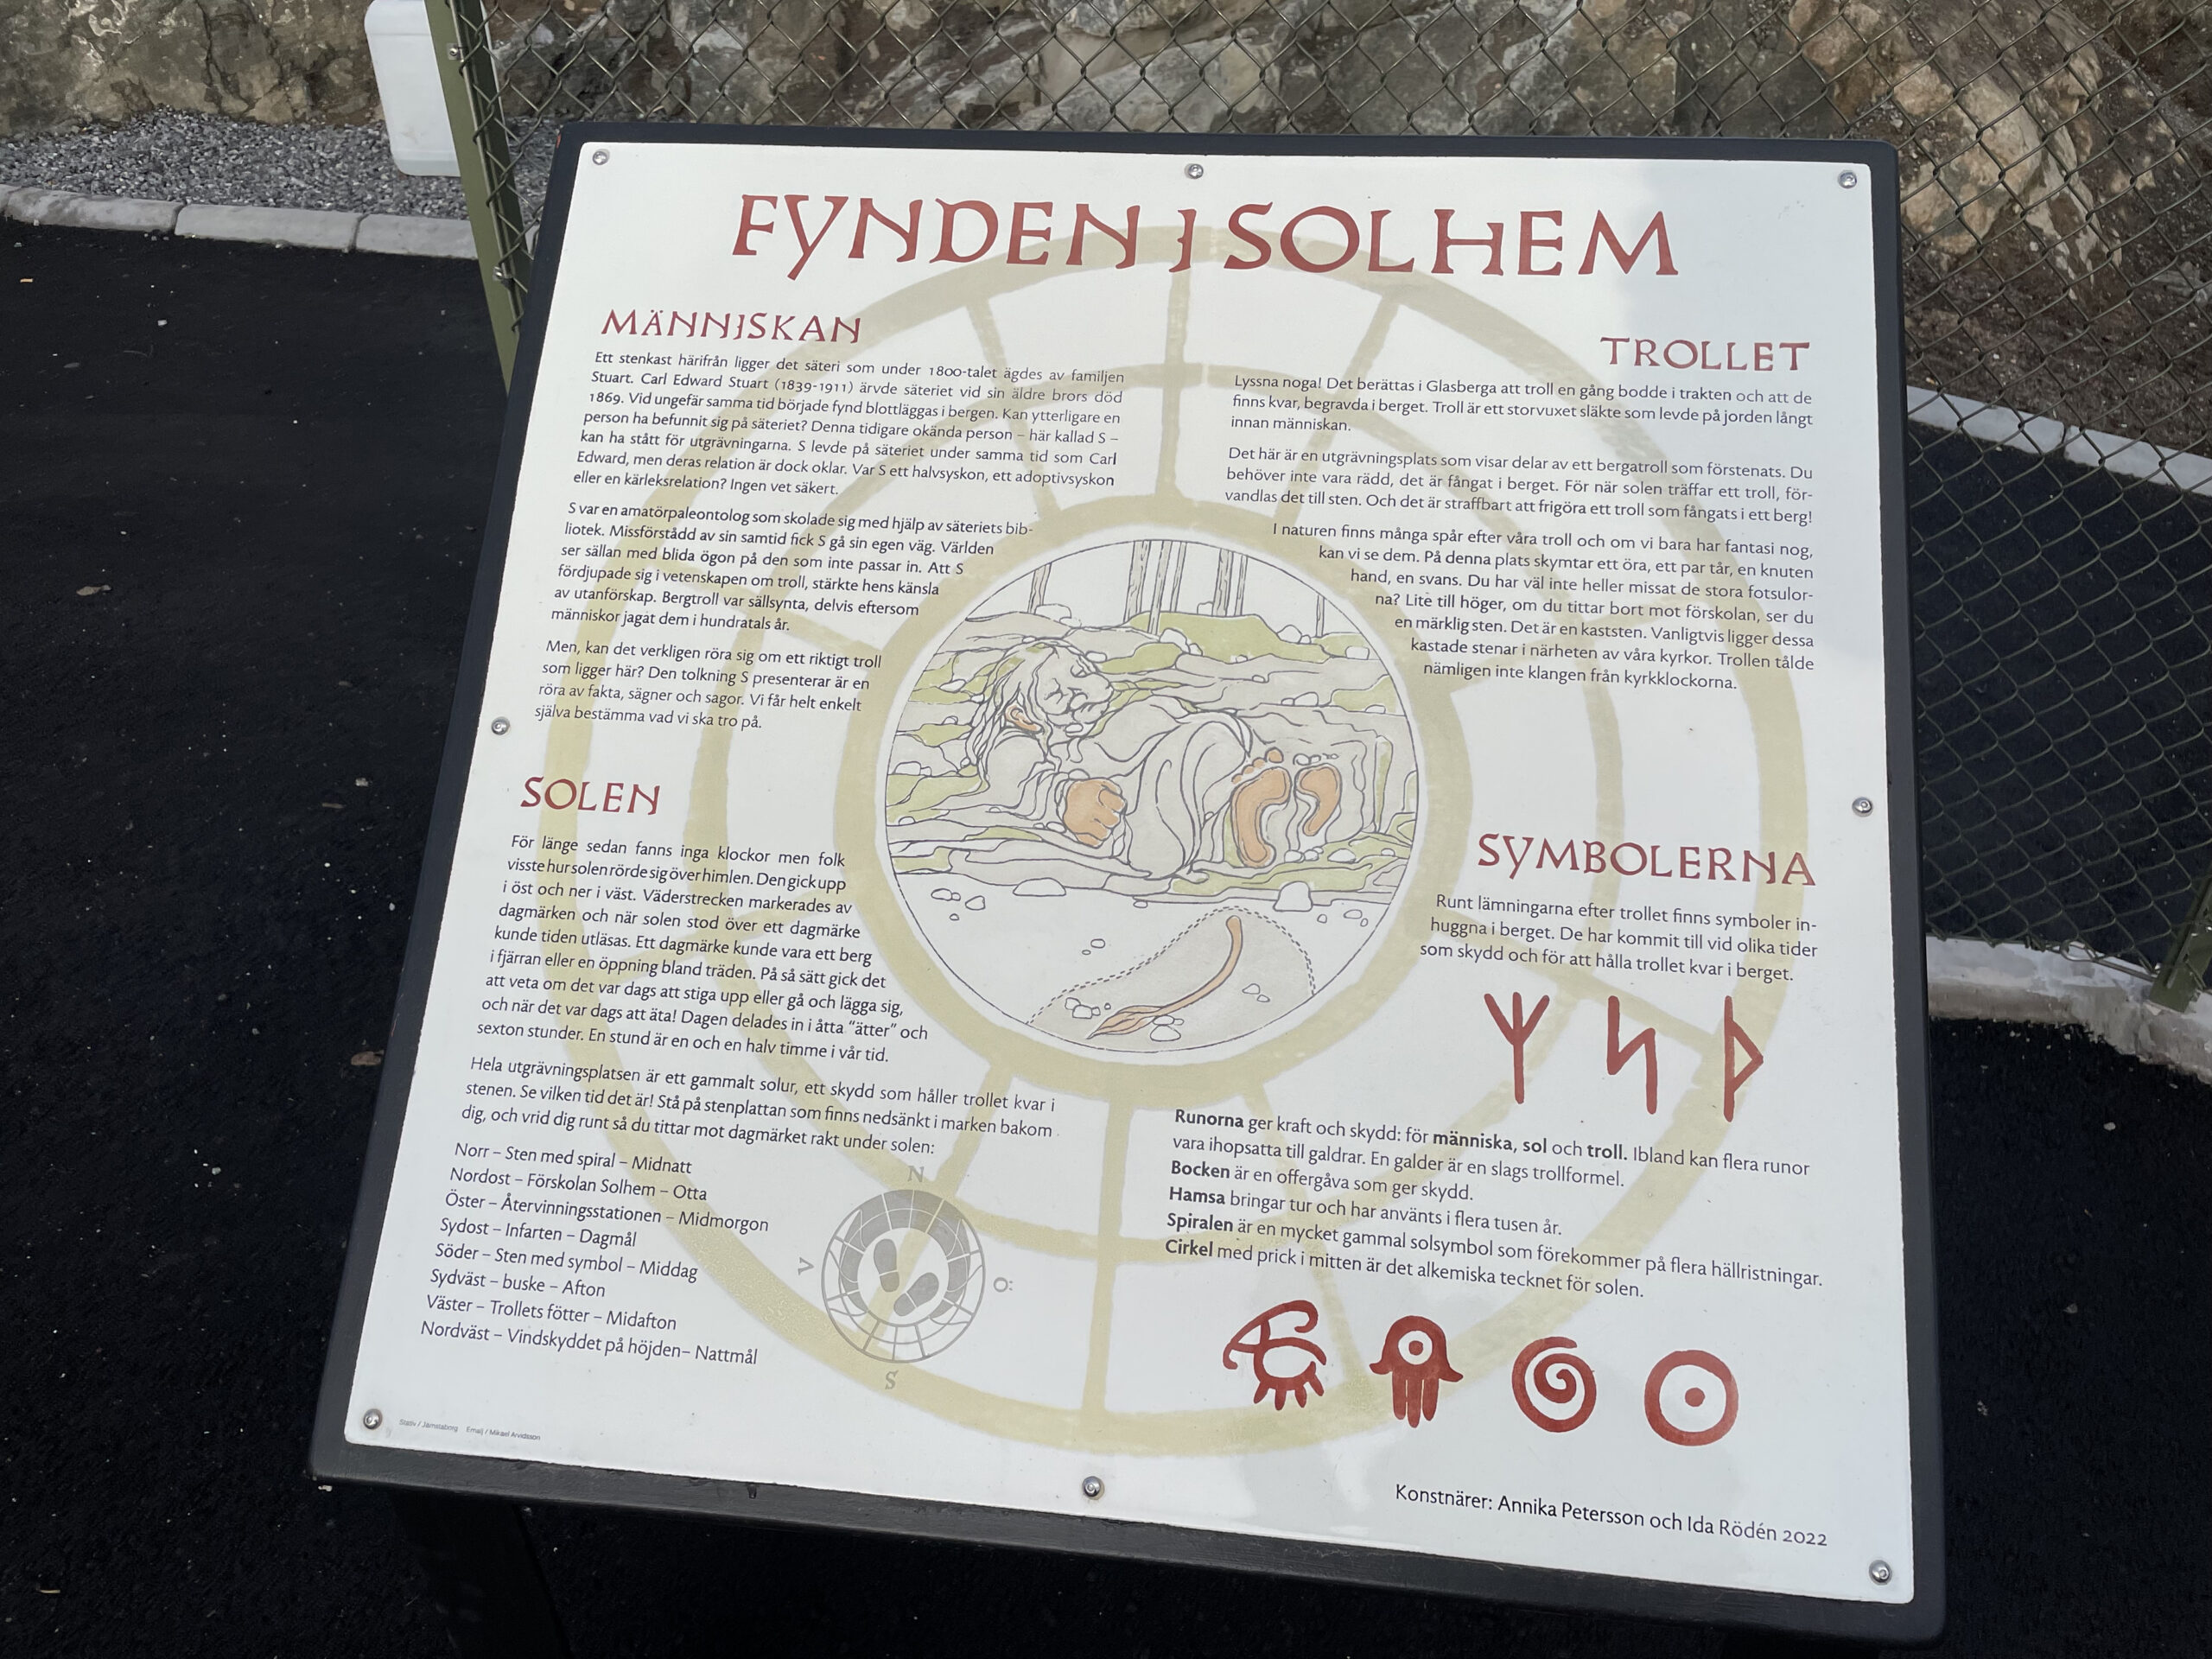 FYNDEN I SOLHEM
MÄNNISKAN
Ett stenkast härifrån ligger det säteri som under 1800-talet ägdes av familjen
Stuart. Carl Edward Stuart (1839-1911) ärvde säteriet vid sin äldre brors död
1869. Vid ungefär samma tid började fynd blottläggas i bergen. Kan ytterligare en
person ha befunnit sig på säteriet? Denna tidigare okända person – här kallad S –
kan ha stått för utgrävningarna. S levde på säteriet under samma tid som Carl
Edward, men deras relation är dock oklar. Var S ett halvsyskon, ett adoptivsyskon
eller en kärleksrelation? Ingen vet säkert.
S var en amatörpaleontolog som skolade sig med hjälp av säteriets bib-
liotek. Missförstådd av sin samtid fick S gå sin egen väg. Världen
ser sällan med blida ögon på den som inte passar in. Att S
fördjupade sig i vetenskapen om troll, stärkte hens känsla
av utanförskap. Bergtroll var sällsynta, delvis eftersom
människor jagat dem i hundratals år.
Men, kan det verkligen röra sig om ett riktigt troll
som ligger här? Den tolkning S presenterar är en
röra av fakta, sägner och sagor. Vi får helt enkelt
själva bestämma vad vi ska tro på.
TROLLET
Lyssna noga! Det berättas i Glasberga att troll en gång bodde i trakten och att de
finns kvar, begravda i berget. Troll är ett storvuxet släkte som levde på jorden långt
innan människan.
Det här är en utgrävningsplats som visar delar av ett bergatroll som förstenats. Du
behöver inte vara rädd, det är fångat i berget. För när solen träffar ett troll, för-
vandlas det till sten. Och det är straffbart att frigöra ett troll som fångats i ett berg!
I naturen finns många spår efter våra troll och om vi bara har fantasi nog,
kan vi se dem. På denna plats skymtar ett öra, ett par tår, en knuten
hand, en svans. Du har väl inte heller missat de stora fotsulor-
na? Lite till höger, om du tittar bort mot förskolan, ser du
en märklig sten. Det är en kaststen. Vanligtvis ligger dessa
kastade stenar i närheten av våra kyrkor. Trollen tålde
nämligen inte klangen från kyrkklockorna.
SOLEN
För länge sedan fanns inga klockor men folk
visste hur solen rörde sig över himlen. Den gick upp
i öst och ner i väst. Väderstrecken markerades av
dagmärken och när solen stod över ett dagmärke
kunde tiden utläsas. Ett dagmärke kunde vara ett berg
i fjärran eller en öppning bland träden. På så sätt gick det
att veta om det var dags att stiga upp eller gå och lägga sig,
och när det var dags att äta! Dagen delades in i åtta "ätter" och
sexton stunder. En stund är en och en halv timme i vår tid.
Hela utgrävningsplatsen är ett gammalt solur, ett skydd som håller trollet kvar i
stenen. Se vilken tid det är! Stå på stenplattan som finns nedsänkt i marken bakom
dig, och vrid dig runt så du tittar mot dagmärket rakt under solen:
Norr – Sten med spiral – Midnatt
Nordost – Förskolan Solhem – Otta
Öster – Återvinningsstationen – Midmorgon
Sydost – Infarten – Dagmål
Söder – Sten med symbol – Middag
Sydväst – buske – Afton
Väster – Trollets fötter – Midafton
Nordväst – Vindskyddet på höjden– Nattmål
N
V
Ö
S
SYMBOLERNA
Runt lämningarna efter trollet finns symboler in-
huggna i berget. De har kommit till vid olika tider
som skydd och för att hålla trollet kvar i berget.
ᛉ ᛋ ᚦ
Runorna ger kraft och skydd: för människa, sol och troll. Ibland kan flera runor
vara ihopsatta till galdrar. En galder är en slags trollformel.
Bocken är en offergåva som ger skydd.
Hamsa bringar tur och har använts i flera tusen år.
Spiralen är en mycket gammal solsymbol som förekommer på flera hällristningar.
Cirkel med prick i mitten är det alkemiska tecknet för solen.
Konstnärer: Annika Petersson och Ida Rödén 2022
Stativ / Järnstaborg Emalj / Mikael Arvidsson